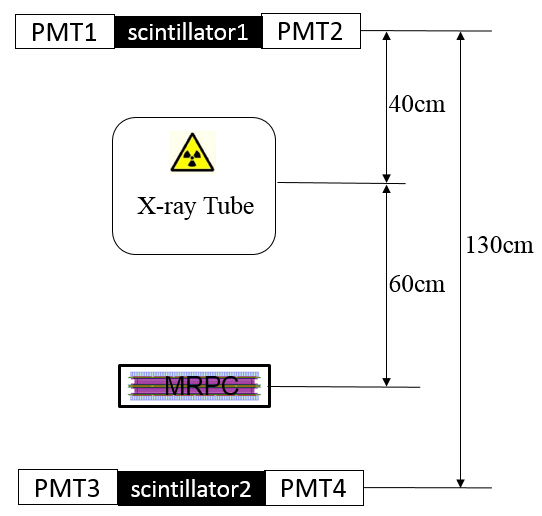 PMT1 scintillator1 PMT2
40cm
X-ray Tube
130cm
60cm
MRPC
PMT3 scintillator2 PMT4